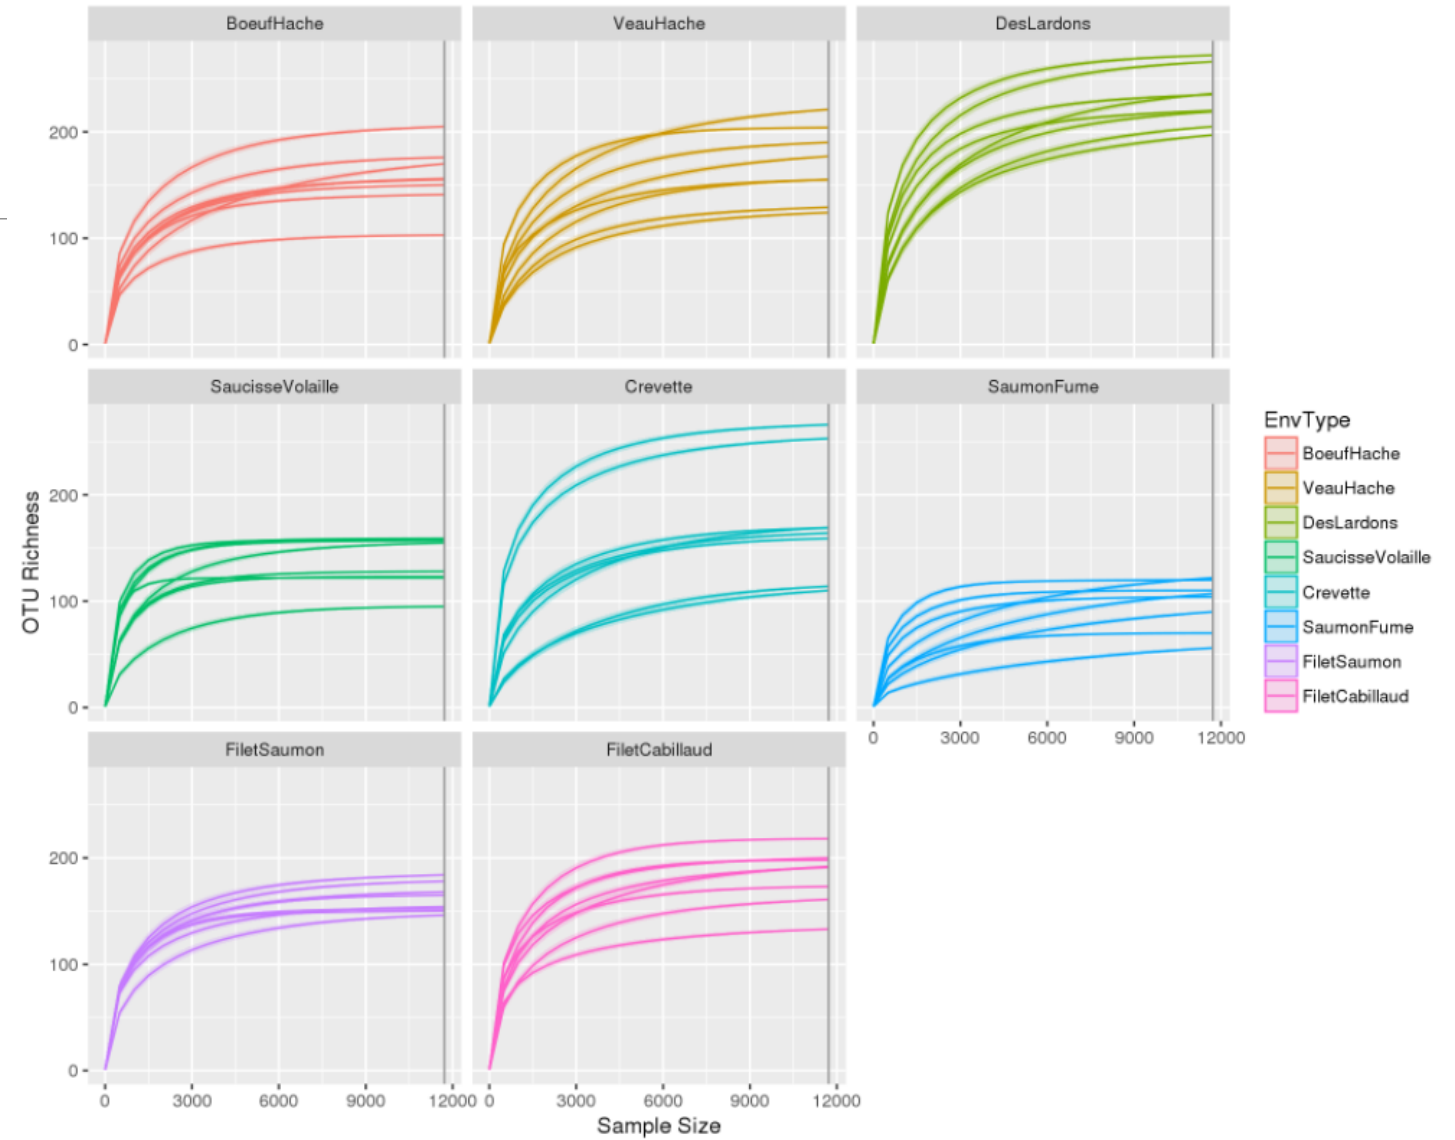 BoeufHache VeauHache DesLardons
200
100
0
SaucisseVolaille Crevette SaumonFume
200
100
0
0 3000 6000 9000 12000
OTU Richness
EnvType
BoeufHache
VeauHache
DesLardons
SaucisseVolaille
Crevette
SaumonFume
FiletSaumon
FiletCabillaud
FiletSaumon FiletCabillaud
200
100
0
0 3000 6000 9000 12000 0 3000 6000 9000 12000
Sample Size